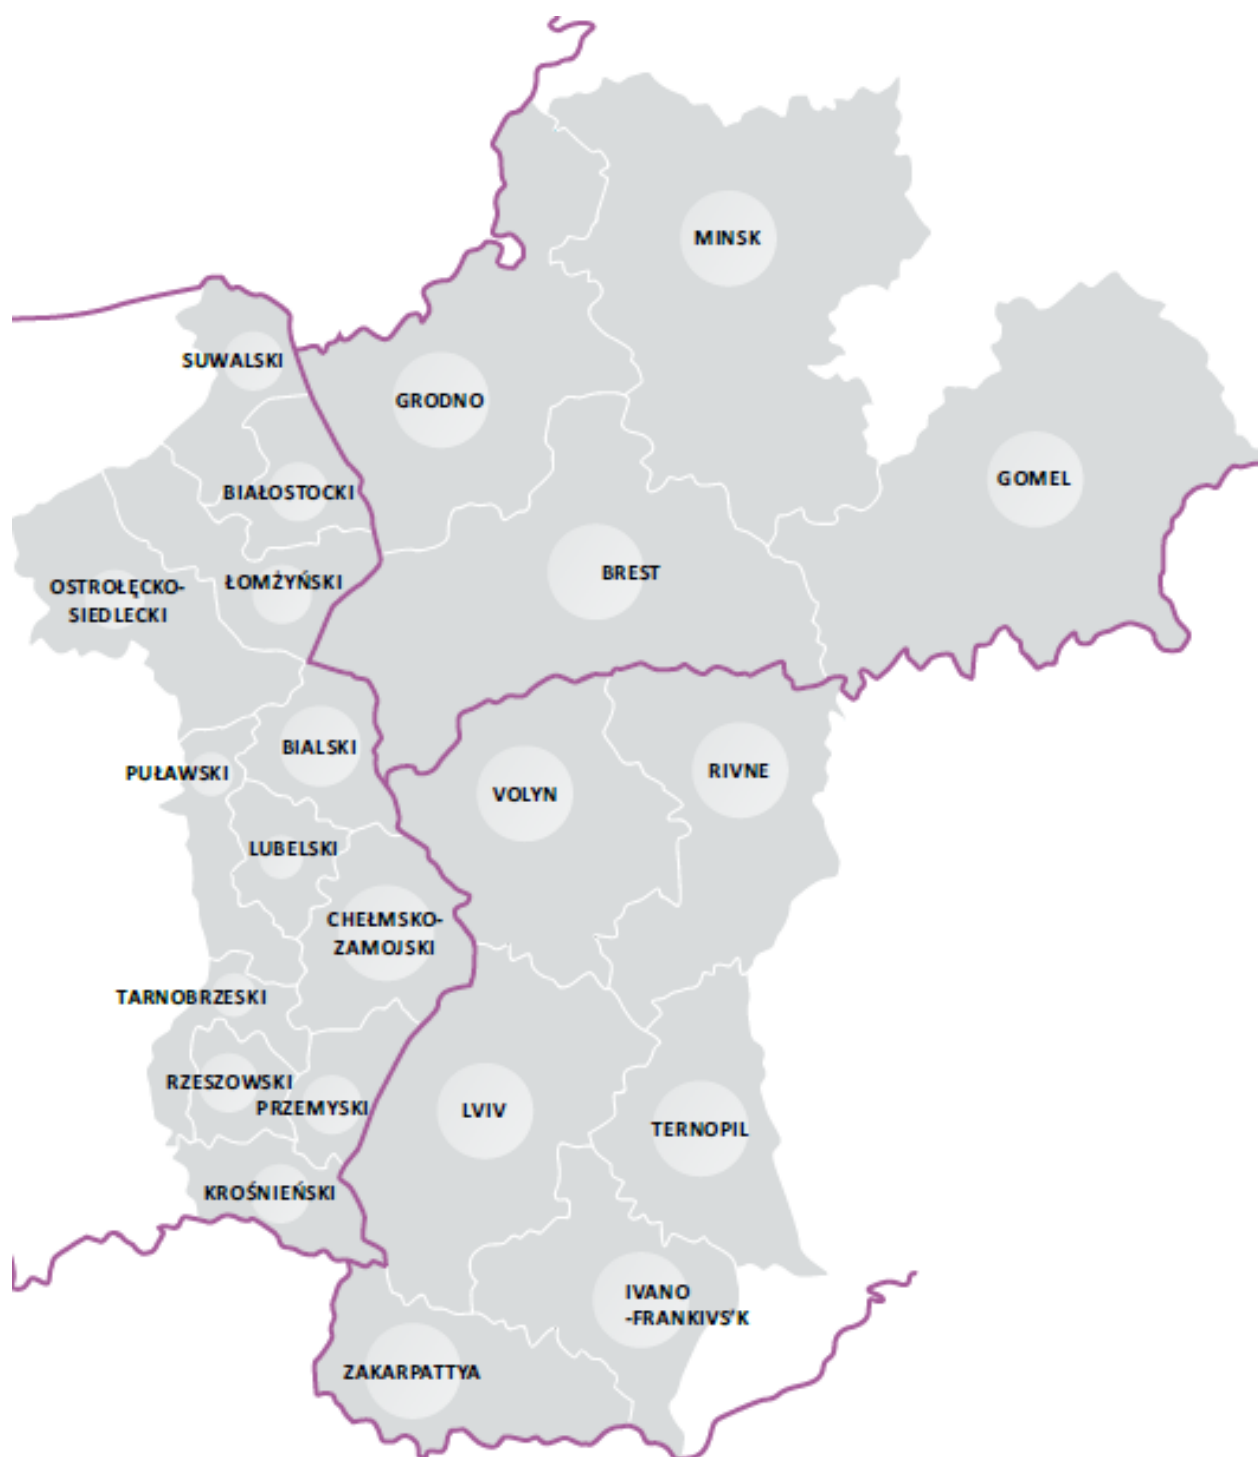 MINSK
SUWALSKI
GRODNO
GOMEL
BIAŁOSTOCKI
BREST
ŁOMŻYŃSKI
OSTROŁĘCKO-
SIEDLECKI
BIALSKI
PUŁAWSKI
RIVNE
VOLYN
LUBELSKI
CHEŁMSKO-
ZAMOJSKI
TARNOBRZESKI
RZESZOWSKI
PRZEMYSKI
LVIV
TERNOPIL
KROŚNIEŃSKI
IVANO
-FRANKIVS'K
ZAKARPATTYA